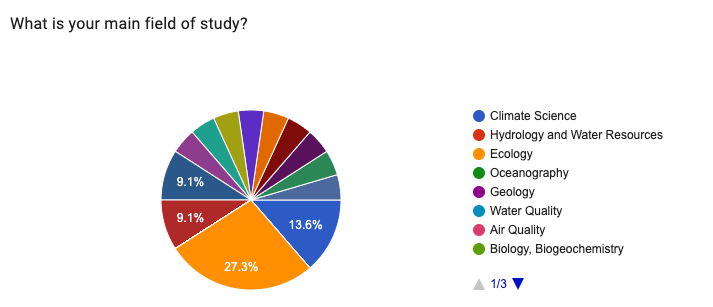 What is your main field of study?
Climate Science
Hydrology and Water Resources
Ecology
Oceanography
Geology
Water Quality
Air Quality
Biology, Biogeochemistry
1/3
9.1%
9.1%
13.6%
27.3%